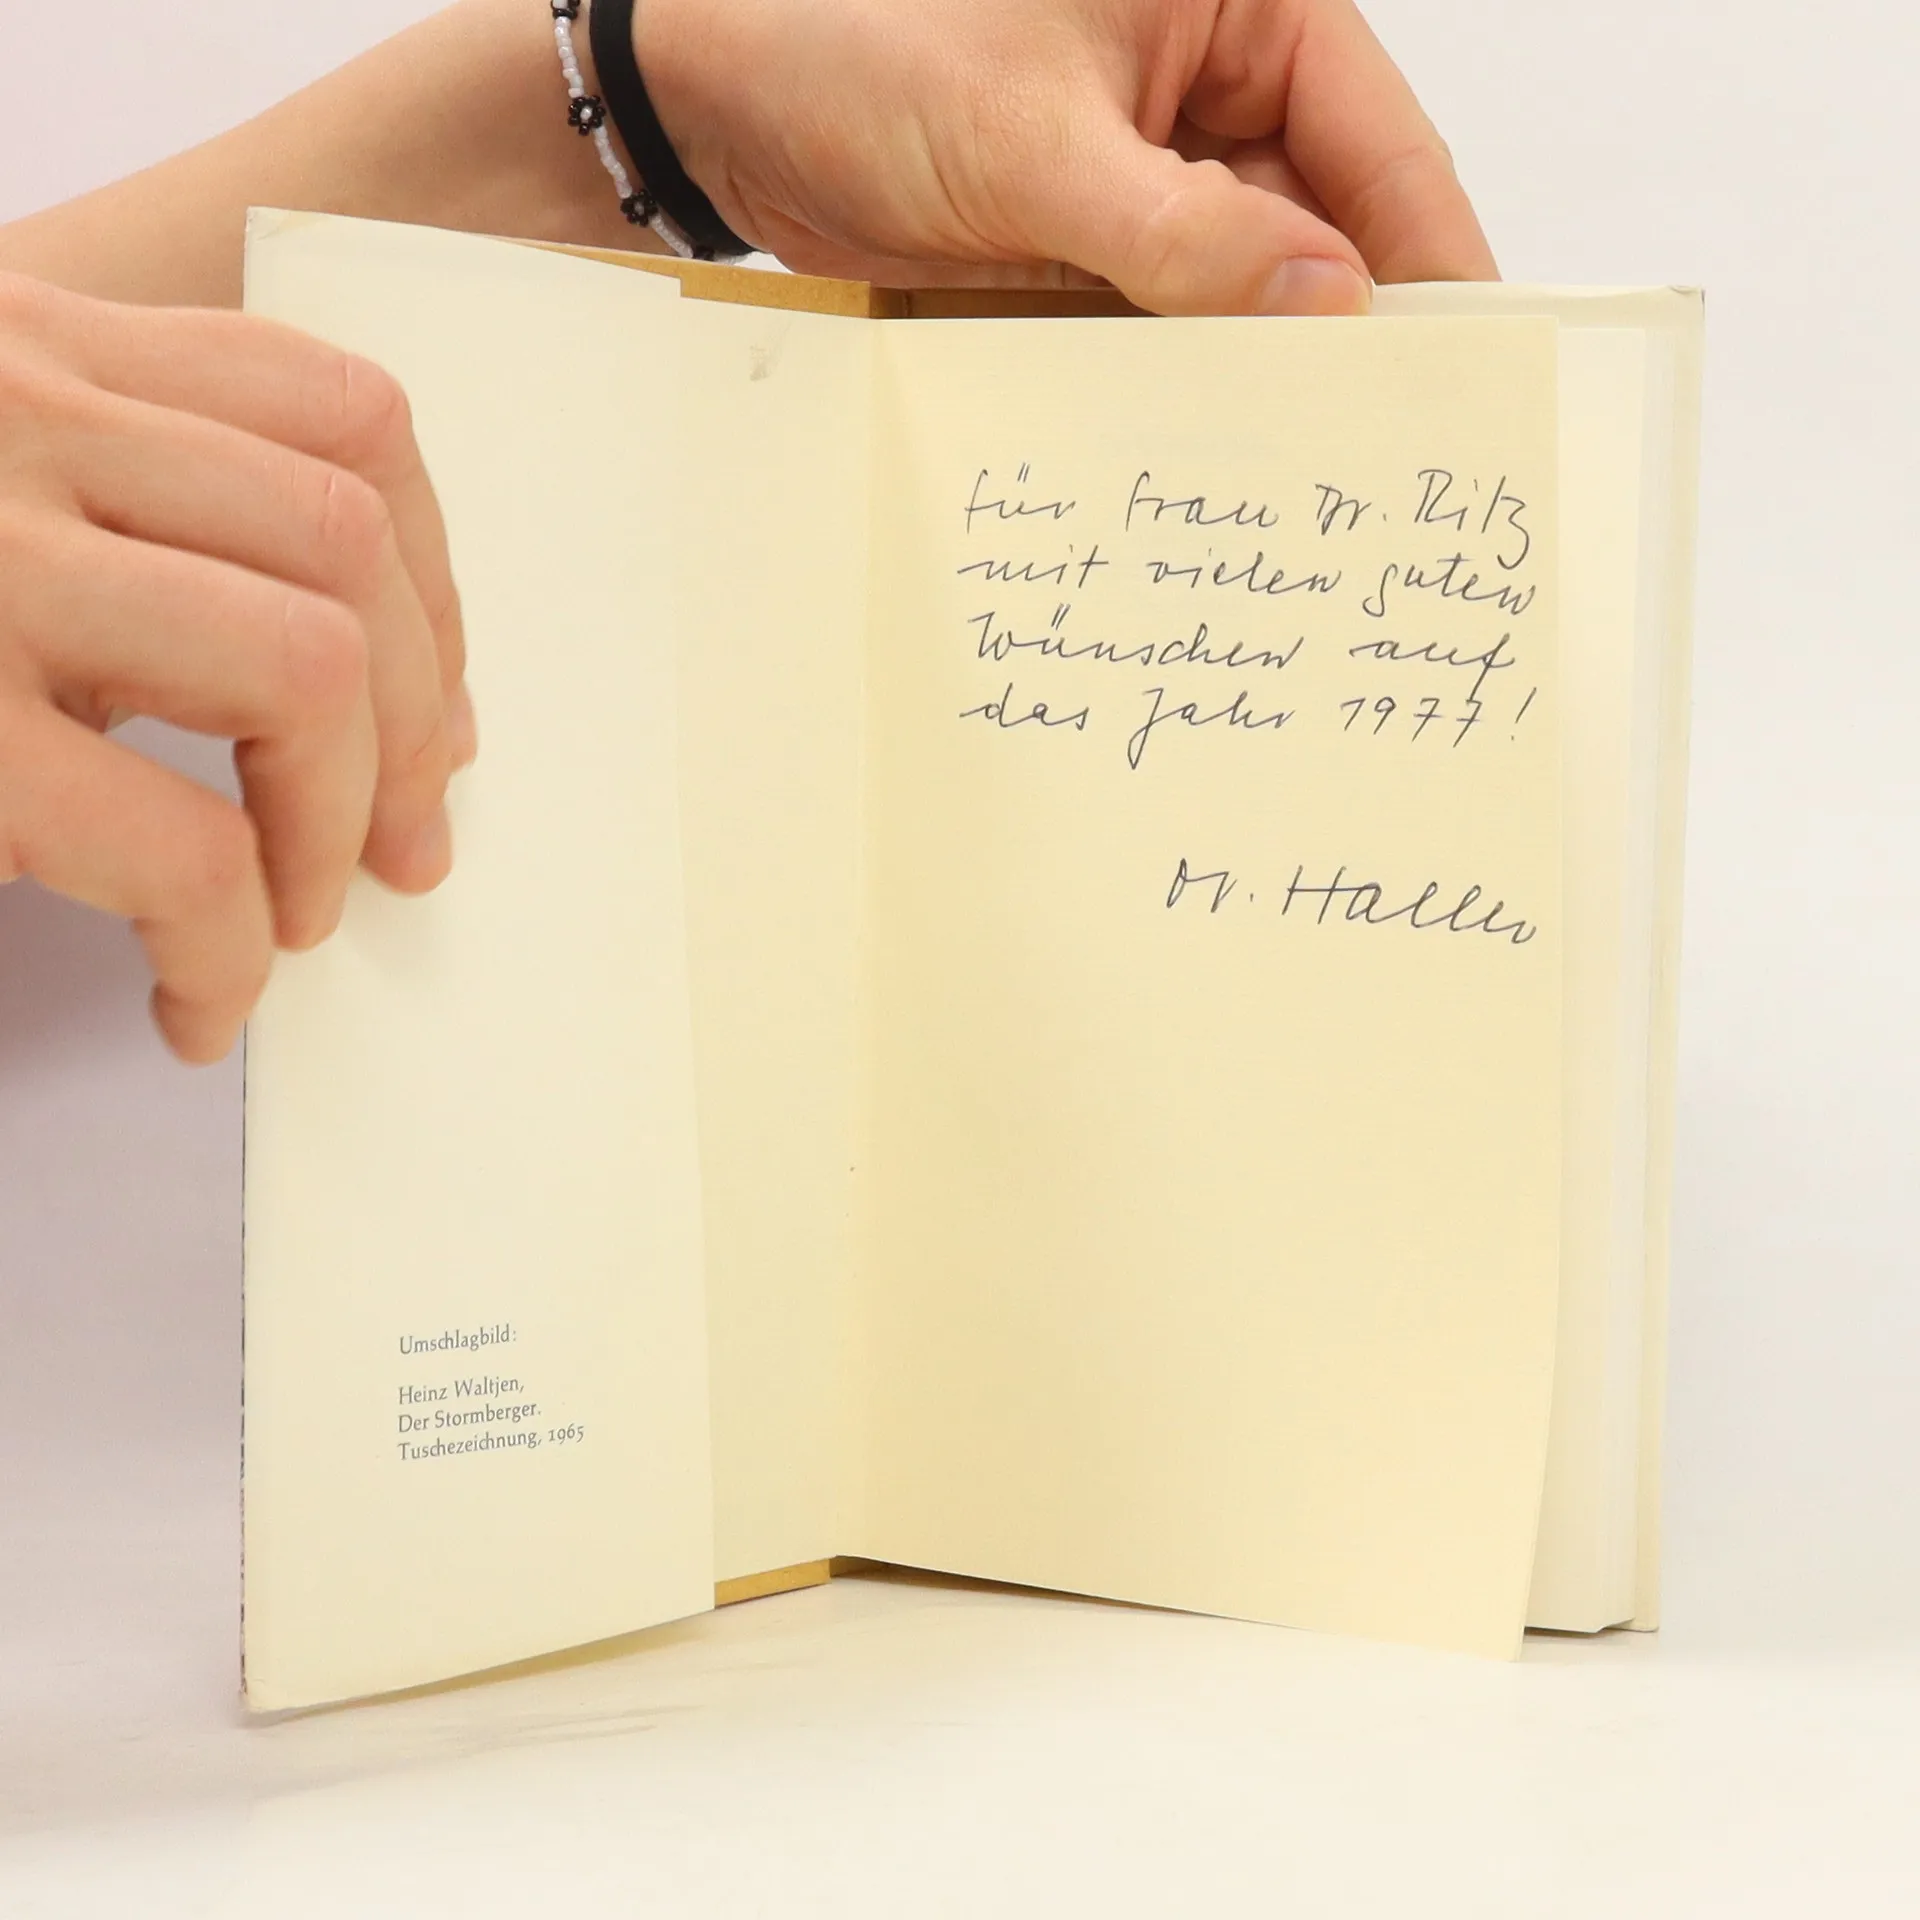 Umschlagbild:
Heinz Waltjen,
Der Stormberger.
Tuschezeichnung, 1965
für Frau Dr. Ritz
mit vielen guten
Wünschen auf
das Jahr 1977!
Dr. Haller